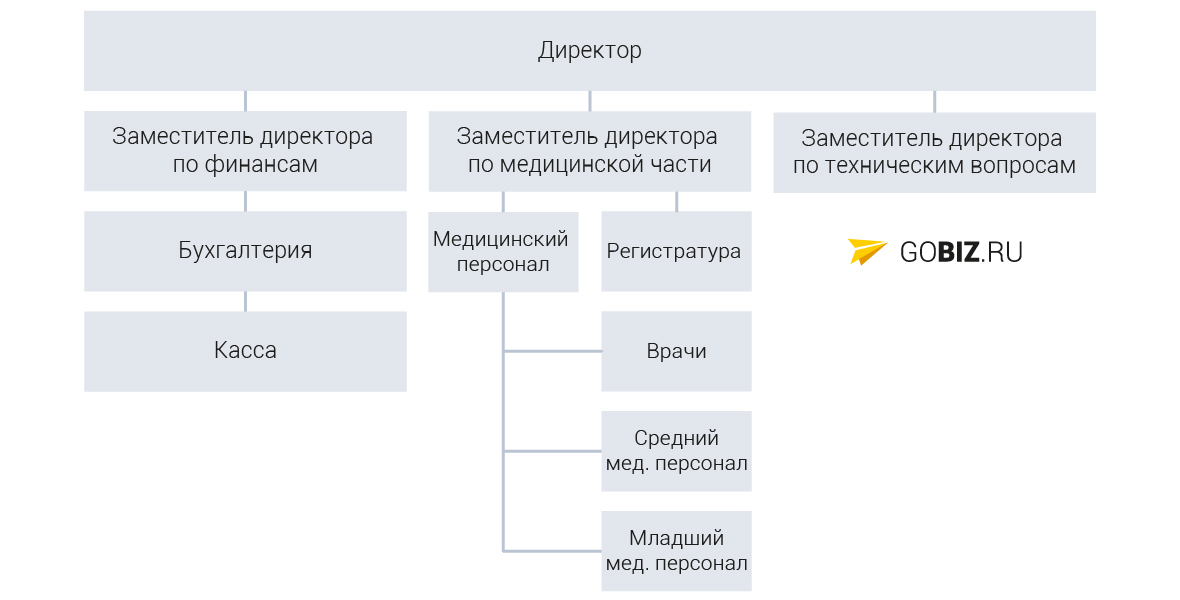 Директор
Заместитель директора
по финансам
Заместитель директора
по медицинской части
Заместитель директора
по техническим вопросам
Бухгалтерия
Медицинский
персонал
Регистратура
GOBIZ.RU
Касса
Врачи
Средний
мед. персонал
Младший
мед. персонал